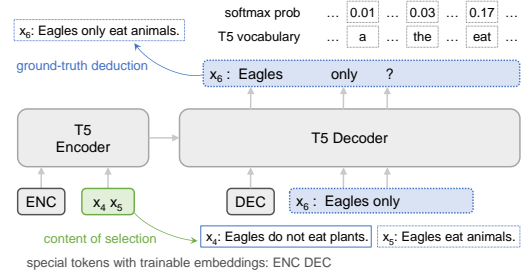 softmax prob ... 0.01 ... 0.03 ... 0.17 ...
T5 vocabulary ... a ... the ... eat ...
x6: Eagles only eat animals.
ground-truth deduction
x6 : Eagles only ?
T5 Encoder
T5 Decoder
ENC
x4 x5
DEC
x6 : Eagles only
content of selection
x4: Eagles do not eat plants.
x5: Eagles eat animals.
special tokens with trainable embeddings: ENC DEC